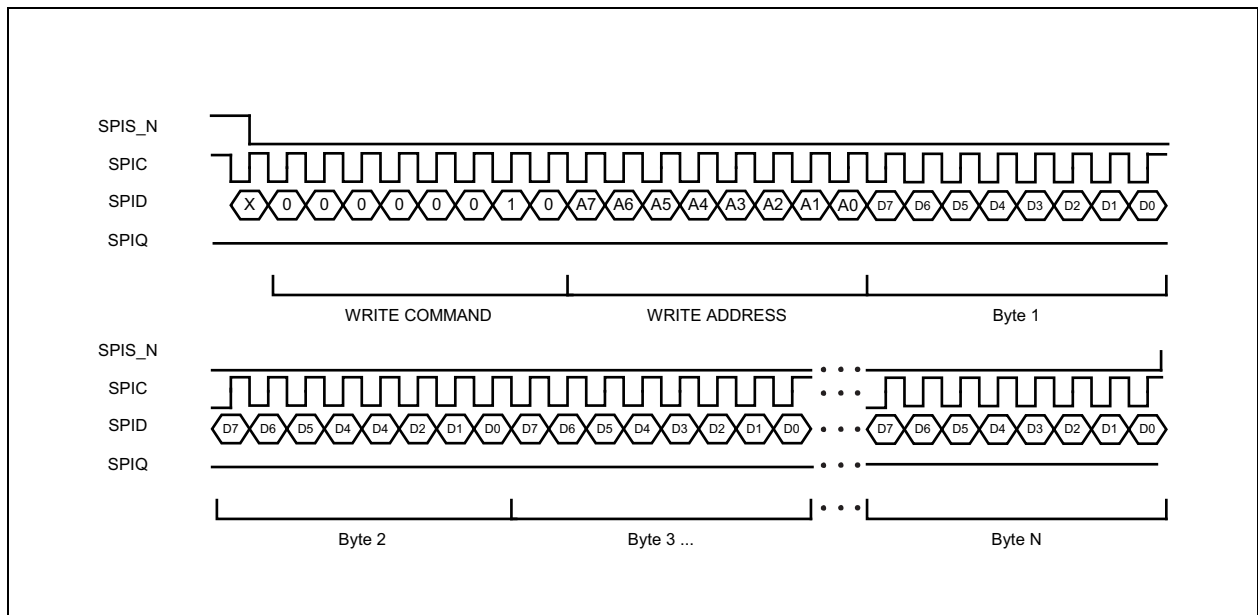 SPIS_N
SPIC
SPID X 0 0 0 0 0 0 1 0 A7 A6 A5 A4 A3 A2 A1 A0 D7 D6 D5 D4 D3 D2 D1 D0
SPIQ
WRITE COMMAND WRITE ADDRESS Byte 1
SPIS_N
SPIC
SPID D7 D6 D5 D4 D4 D2 D1 D0 D7 D6 D5 D4 D3 D2 D1 D0 D7 D6 D5 D4 D3 D2 D1 D0
SPIQ
Byte 2 Byte 3 ... Byte N